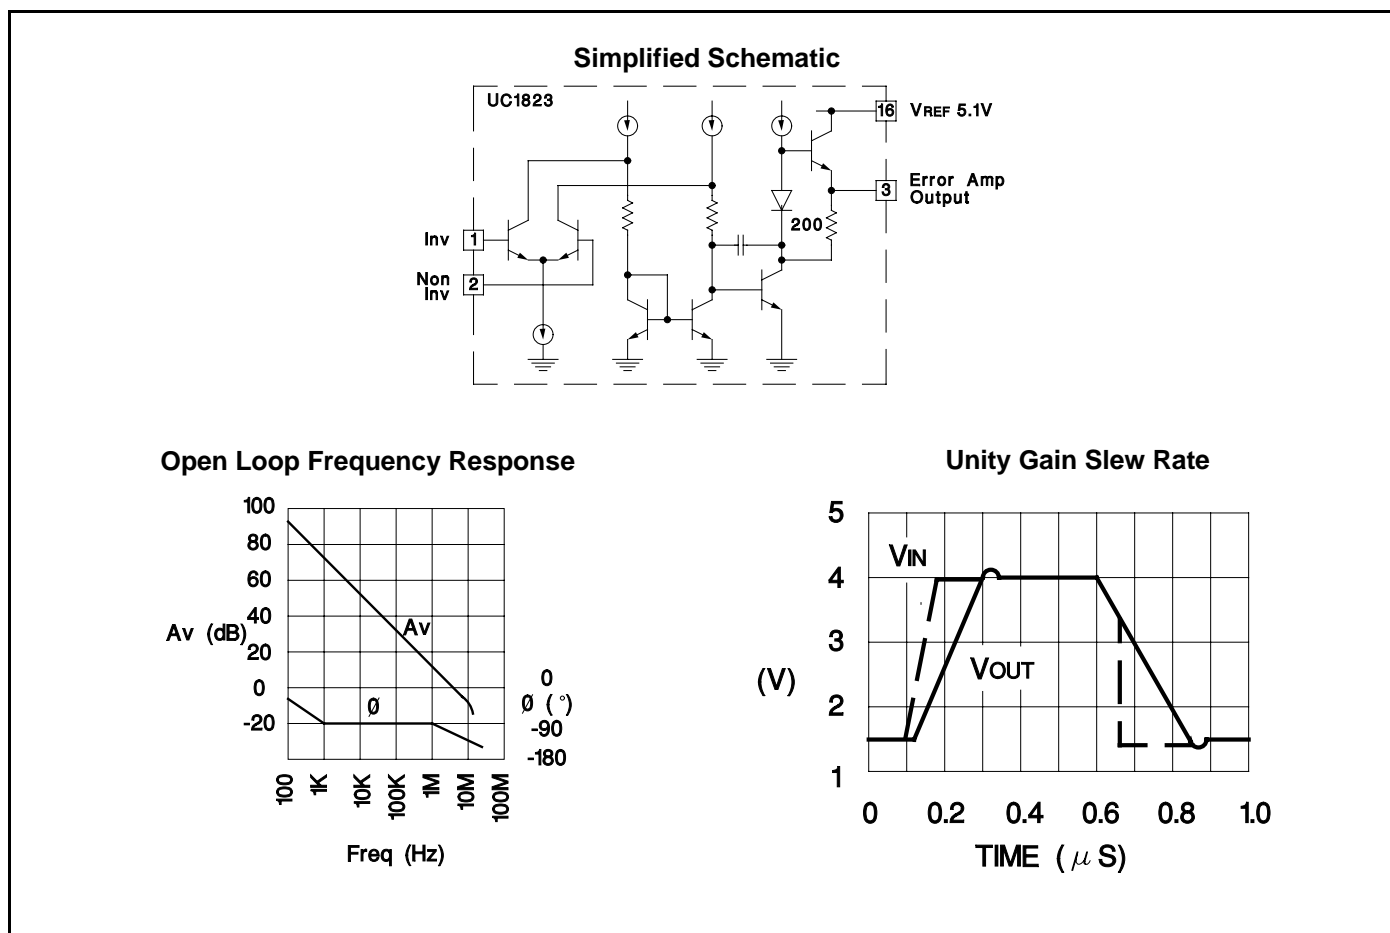 Simplified Schematic
UC1823
16 VREF 5.1V
3 Error Amp
Output
200
Inv 1
Non
Inv 2
Open Loop Frequency Response
100
80
60
40
Av (dB)
20
0
-20
Av
Ø
0
Ø (°)
-90
-180
100 1K 10K 100K 1M 10M 100M
Freq (Hz)
Unity Gain Slew Rate
5
4
3
(V)
2
1
VIN
VOUT
0 0.2 0.4 0.6 0.8 1.0
TIME (μS)